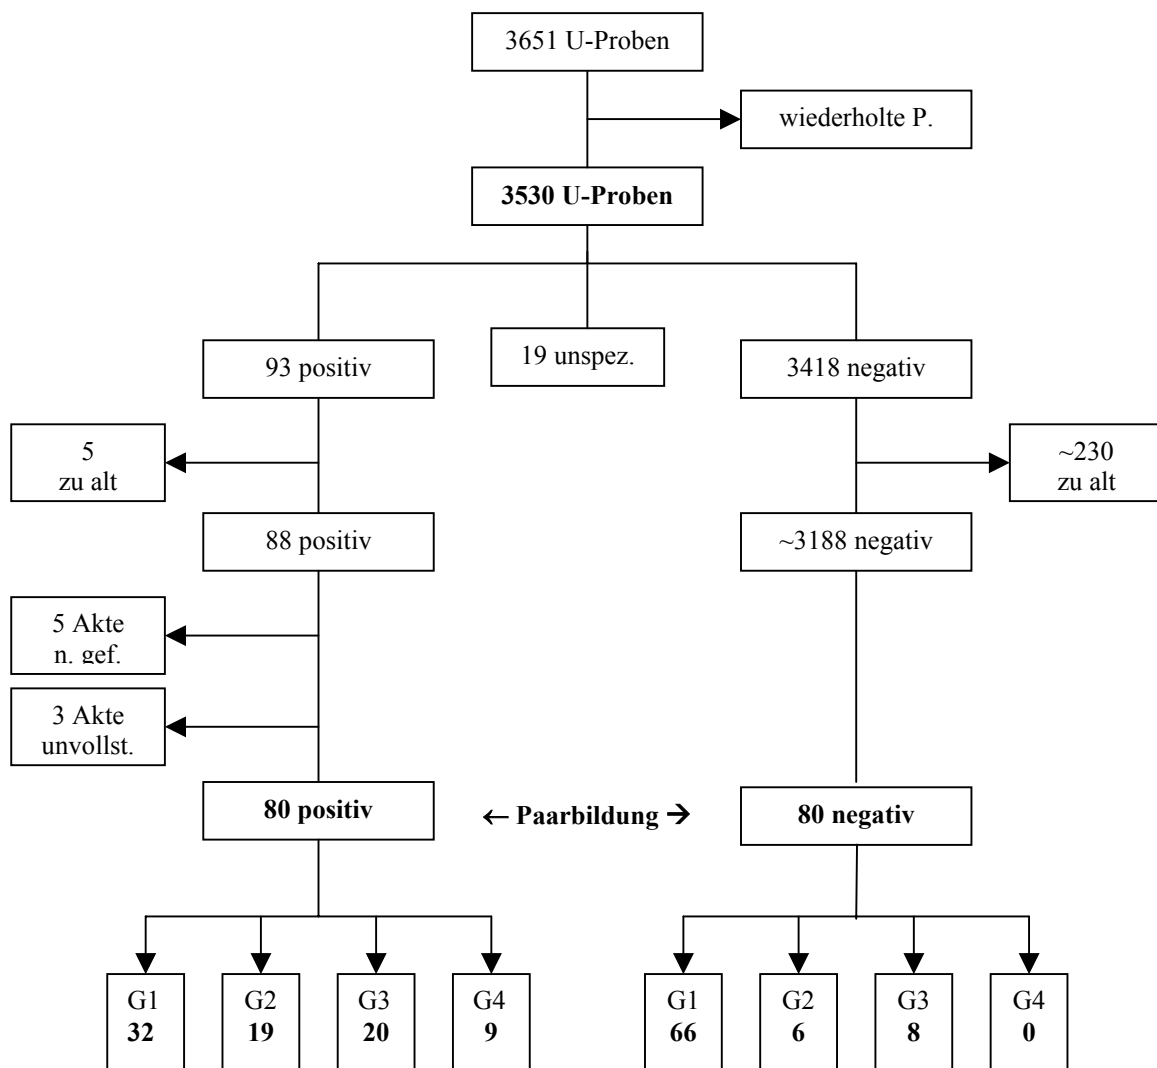 3651 U-Proben
wiederholte P.
3530 U-Proben
93 positiv
19 unspez.
3418 negativ
5
zu alt
~230
zu alt
88 positiv
~3188 negativ
5 Akte
n. gef.
3 Akte
unvollst.
80 positiv
← Paarbildung →
80 negativ
G1
32
G2
19
G3
20
G4
9
G1
66
G2
6
G3
8
G4
0